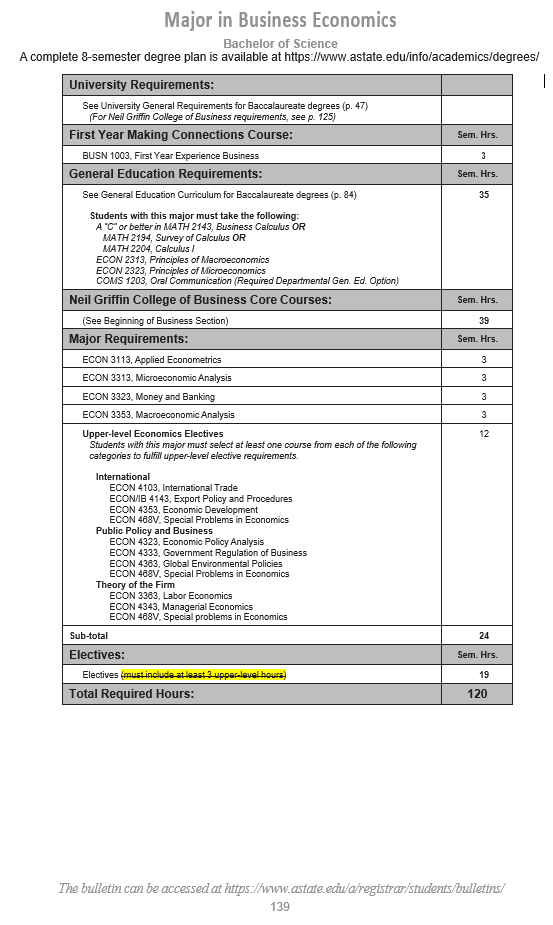 Major in Business Economics
Bachelor of Science
A complete 8-semester degree plan is available at https://www.astate.edu/info/academics/degrees/
University Requirements:
See University General Requirements for Baccalaureate degrees (p. 47)
(For Neil Griffin College of Business requirements, see p. 125)
First Year Making Connections Course: Sem. Hrs.
BUSN 1003, First Year Experience Business 3
General Education Requirements: Sem. Hrs.
See General Education Curriculum for Baccalaureate degrees (p. 84) 35
Students with this major must take the following:
A "C" or better in MATH 2143, Business Calculus OR
MATH 2194, Survey of Calculus OR
MATH 2204, Calculus I
ECON 2313, Principles of Macroeconomics
ECON 2323, Principles of Microeconomics
COMS 1203, Oral Communication (Required Departmental Gen. Ed. Option)
Neil Griffin College of Business Core Courses: Sem. Hrs.
(See Beginning of Business Section) 39
Major Requirements: Sem. Hrs.
ECON 3113, Applied Econometrics 3
ECON 3313, Microeconomic Analysis 3
ECON 3323, Money and Banking 3
ECON 3353, Macroeconomic Analysis 3
Upper-level Economics Electives 12
Students with this major must select at least one course from each of the following
categories to fulfill upper-level elective requirements.
International
ECON 4103, International Trade
ECON/IB 4143, Export Policy and Procedures
ECON 4353, Economic Development
ECON 468V, Special Problems in Economics
Public Policy and Business
ECON 4323, Economic Policy Analysis
ECON 4333, Government Regulation of Business
ECON 4363, Global Environmental Policies
ECON 468V, Special Problems in Economics
Theory of the Firm
ECON 3363, Labor Economics
ECON 4343, Managerial Economics
ECON 468V, Special problems in Economics
Sub-total 24
Electives: Sem. Hrs.
Electives (must include at least 3 upper-level hours) 19
Total Required Hours: 120
The bulletin can be accessed at https://www.astate.edu/a/registrar/students/bulletins/
139